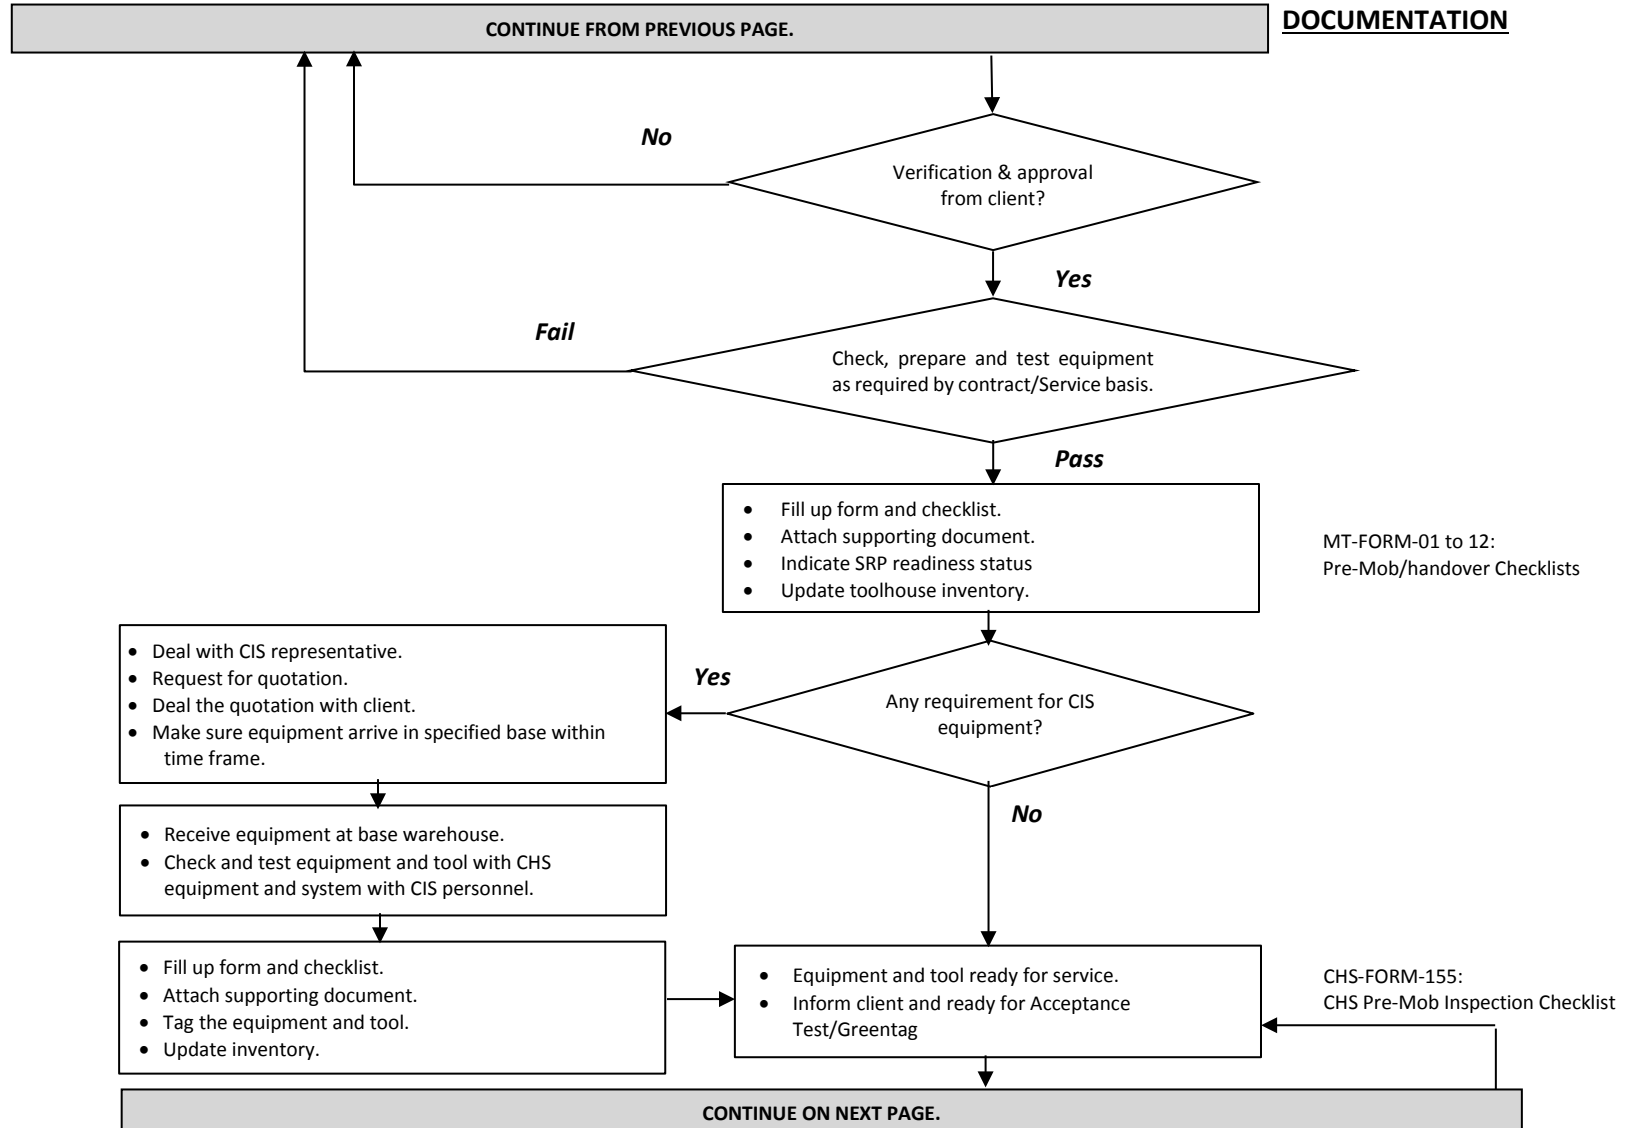 CONTINUE FROM PREVIOUS PAGE.
DOCUMENTATION
No
Verification & approval
from client?
Yes
Fail
Check, prepare and test equipment
as required by contract/Service basis.
Pass
• Fill up form and checklist.
• Attach supporting document.
• Indicate SRP readiness status
• Update toolhouse inventory.
MT-FORM-01 to 12:
Pre-Mob/handover Checklists
• Deal with CIS representative.
• Request for quotation.
• Deal the quotation with client.
• Make sure equipment arrive in specified base within
time frame.
Yes
Any requirement for CIS
equipment?
No
• Receive equipment at base warehouse.
• Check and test equipment and tool with CHS
equipment and system with CIS personnel.
• Fill up form and checklist.
• Attach supporting document.
• Tag the equipment and tool.
• Update inventory.
• Equipment and tool ready for service.
• Inform client and ready for Acceptance
Test/Greentag
CHS-FORM-155:
CHS Pre-Mob Inspection Checklist
CONTINUE ON NEXT PAGE.